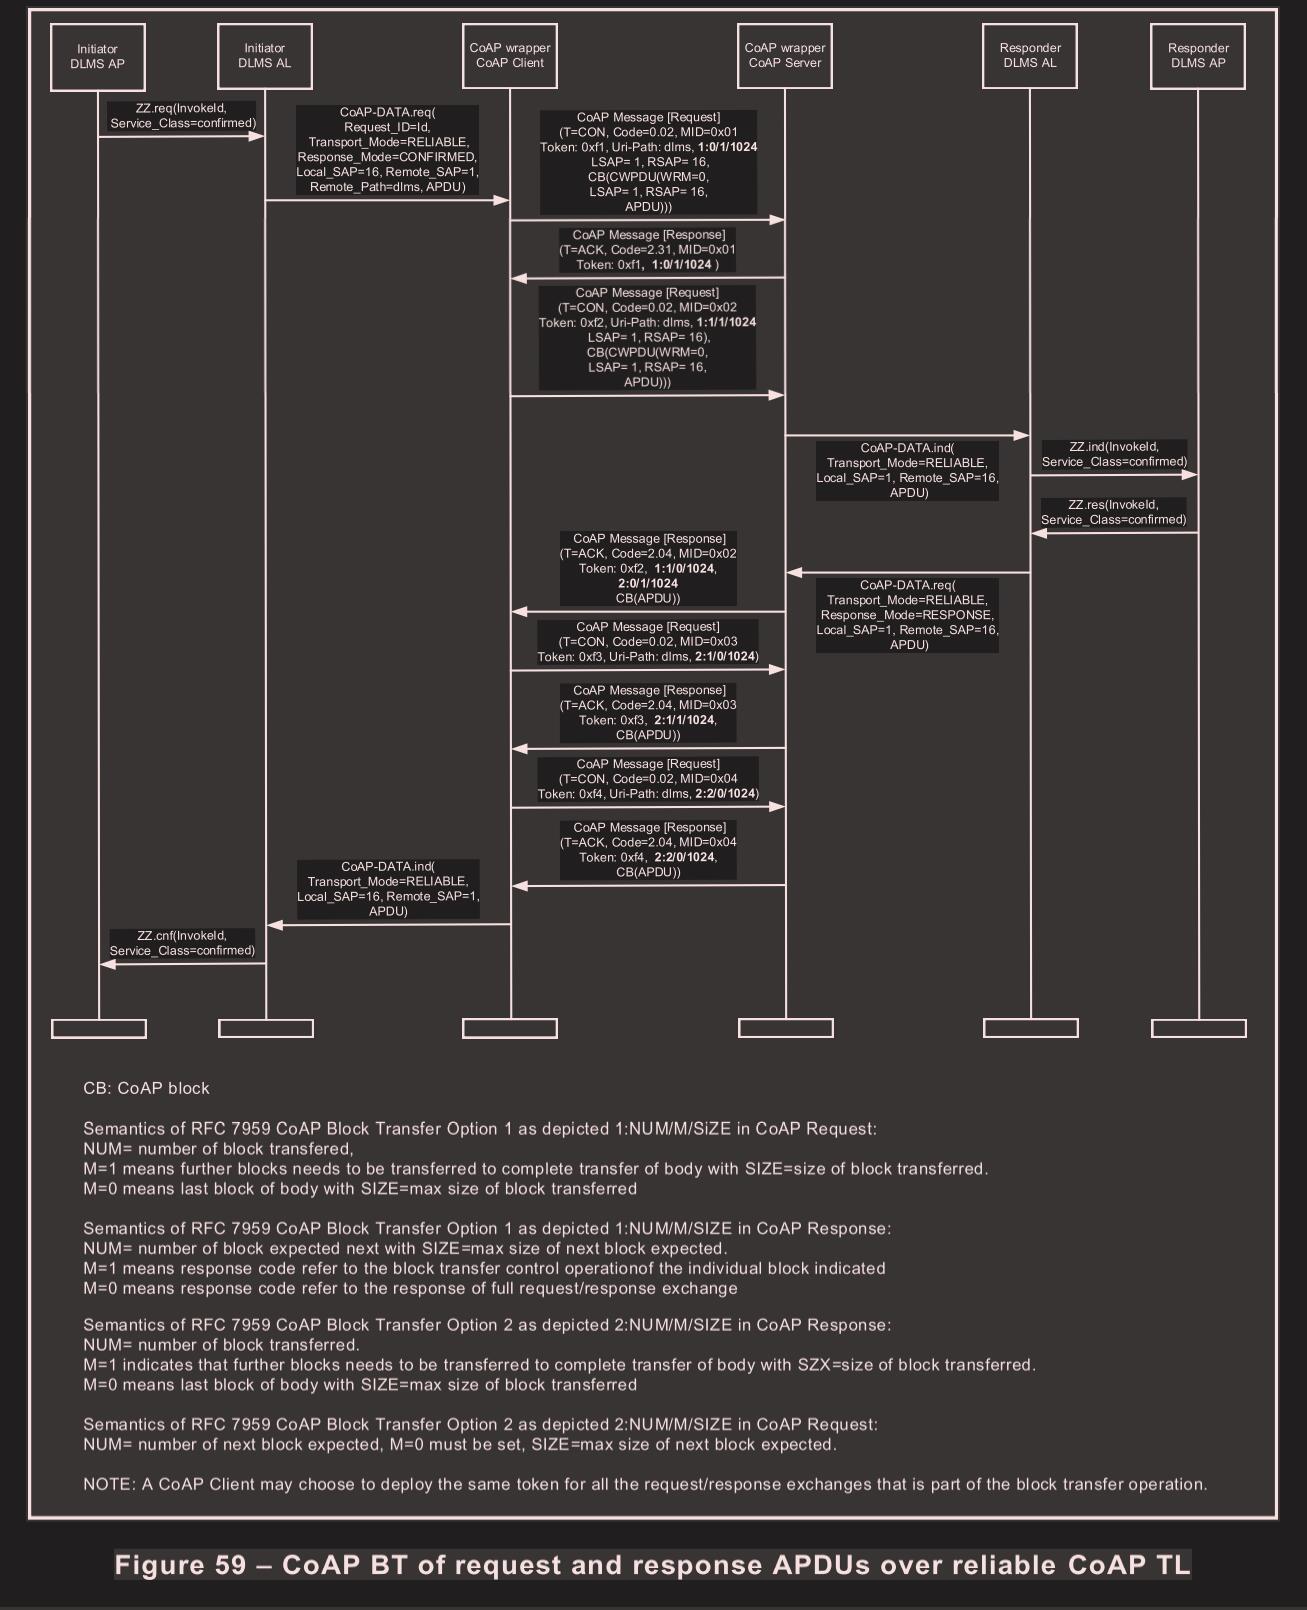 Initiator
DLMS AP
Initiator
DLMS AL
CoAP wrapper
CoAP Client
CoAP wrapper
CoAP Server
Responder
DLMS AL
Responder
DLMS AP
ZZ.req(InvokeId,
Service_Class=confirmed)
CoAP-DATA.req(
Request_ID=Id,
Transport_Mode=RELIABLE,
Response_Mode=CONFIRMED,
Local_SAP=16, Remote_SAP=1,
Remote_Path=dlms, APDU)
CoAP Message [Request]
(T=CON, Code=0.02, MID=0x01
Token: 0xf1, Uri-Path: dlms, 1:0/1/1024
LSAP= 1, RSAP= 16,
CB(CWPDU(WRM=0,
LSAP= 1, RSAP= 16,
APDU)))
CoAP Message [Response]
(T=ACK, Code=2.31, MID=0x01
Token: 0xf1, 1:0/1/1024 )
CoAP Message [Request]
(T=CON, Code=0.02, MID=0x02
Token: 0xf2, Uri-Path: dlms, 1:1/1/1024
LSAP= 1, RSAP= 16),
CB(CWPDU(WRM=0,
LSAP= 1, RSAP= 16,
APDU)))
CoAP-DATA.ind(
Transport_Mode=RELIABLE,
Local_SAP=1, Remote_SAP=16,
APDU)
ZZ.ind(InvokeId,
Service_Class=confirmed)
ZZ.res(InvokeId,
Service_Class=confirmed)
CoAP-DATA.req(
Transport_Mode=RELIABLE,
Response_Mode=RESPONSE,
Local_SAP=1, Remote_SAP=16,
APDU)
CoAP Message [Response]
(T=ACK, Code=2.04, MID=0x02
Token: 0xf2, 1:1/0/1024,
2:0/1/1024
CB(APDU))
CoAP Message [Request]
(T=CON, Code=0.02, MID=0x03
Token: 0xf3, Uri-Path: dlms, 2:1/0/1024)
CoAP Message [Response]
(T=ACK, Code=2.04, MID=0x03
Token: 0xf3, 2:1/1/1024,
CB(APDU))
CoAP Message [Request]
(T=CON, Code=0.02, MID=0x04
Token: 0xf4, Uri-Path: dlms, 2:2/0/1024)
CoAP Message [Response]
(T=ACK, Code=2.04, MID=0x04
Token: 0xf4, 2:2/0/1024,
CB(APDU))
CoAP-DATA.ind(
Transport_Mode=RELIABLE,
Local_SAP=16, Remote_SAP=1,
APDU)
ZZ.cnf(InvokeId,
Service_Class=confirmed)
CB: CoAP block
Semantics of RFC 7959 CoAP Block Transfer Option 1 as depicted 1:NUM/M/SiZE in CoAP Request:
NUM= number of block transfered,
M=1 means further blocks needs to be transferred to complete transfer of body with SIZE=size of block transferred.
M=0 means last block of body with SIZE=max size of block transferred
Semantics of RFC 7959 CoAP Block Transfer Option 1 as depicted 1:NUM/M/SIZE in CoAP Response:
NUM= number of block expected next with SIZE=max size of next block expected.
M=1 means response code refer to the block transfer control operationof the individual block indicated
M=0 means response code refer to the response of full request/response exchange
Semantics of RFC 7959 CoAP Block Transfer Option 2 as depicted 2:NUM/M/SIZE in CoAP Response:
NUM= number of block transferred.
M=1 indicates that further blocks needs to be transferred to complete transfer of body with SZX=size of block transferred.
M=0 means last block of body with SIZE=max size of block transferred
Semantics of RFC 7959 CoAP Block Transfer Option 2 as depicted 2:NUM/M/SIZE in CoAP Request:
NUM= number of next block expected, M=0 must be set, SIZE=max size of next block expected.
NOTE: A CoAP Client may choose to deploy the same token for all the request/response exchanges that is part of the block transfer operation.
Figure 59 – CoAP BT of request and response APDUs over reliable CoAP TL